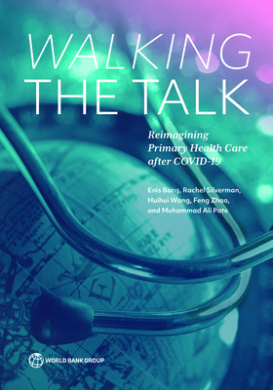 WALKING
THE TALK
Reimagining
Primary Health Care
after COVID-19
Enis Barış, Rachel Silverman,
Huihui Wang, Feng Zhao,
and Muhammad Ali Pate
WORLD BANK GROUP